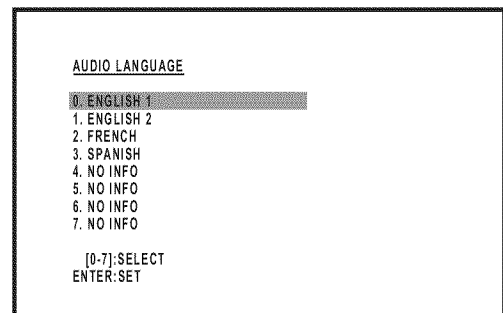 AUDIO LANGUAGE
0. ENGLISH 1
1. ENGLISH 2
2. FRENCH
3. SPANISH
4. NO INFO
5. NO INFO
6. NO INFO
7. NO INFO
[0-7]:SELECT
ENTER:SET